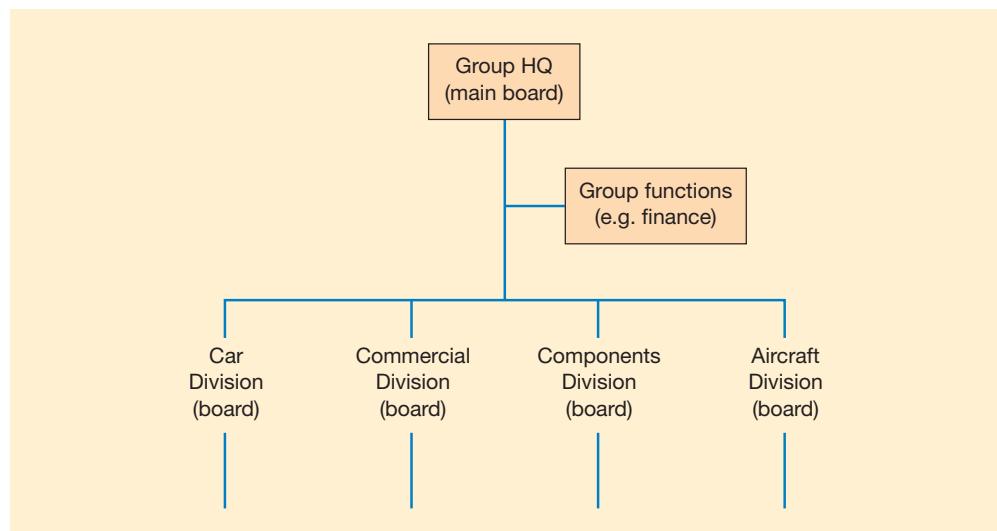 Group HQ
(main board)
Group functions
(e.g. finance)
Car
Division
(board)
Commercial
Division
(board)
Components
Division
(board)
Aircraft
Division
(board)